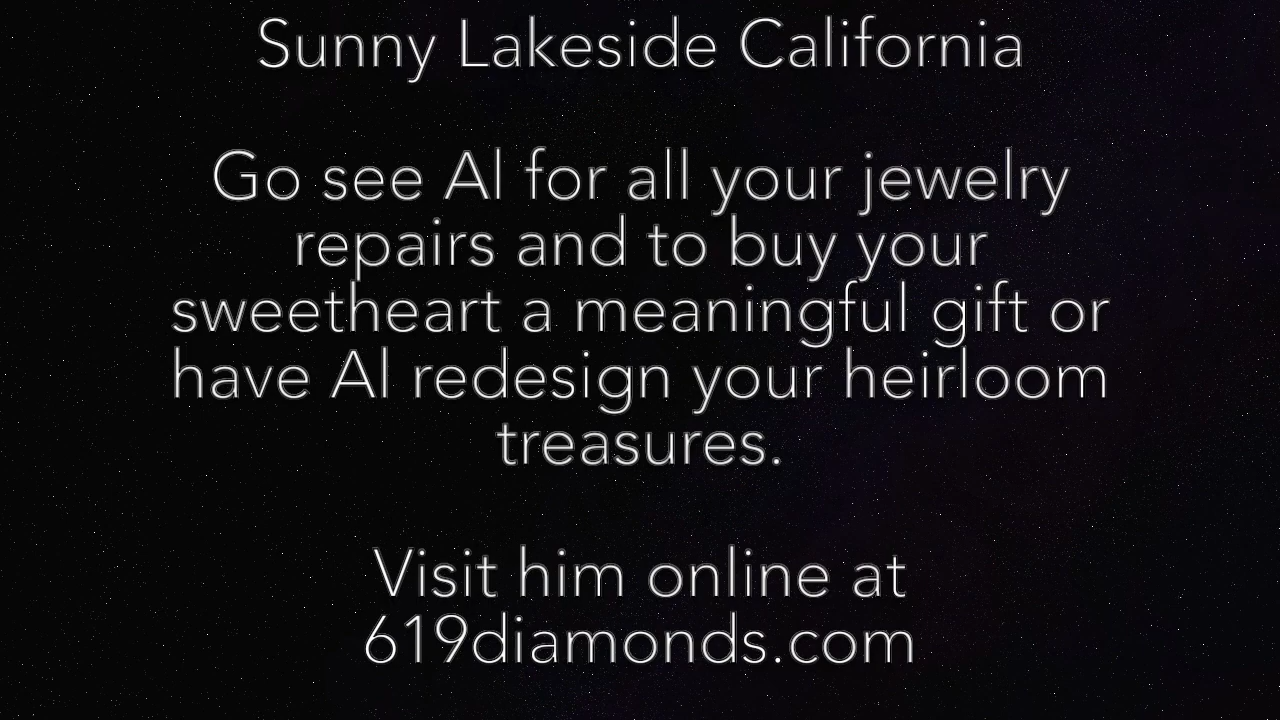 Sunny Lakeside California
Go see Al for all your jewelry
repairs and to buy your
sweetheart a meaningful gift or
have Al redesign your heirloom
treasures.
Visit him online at
619diamonds.com